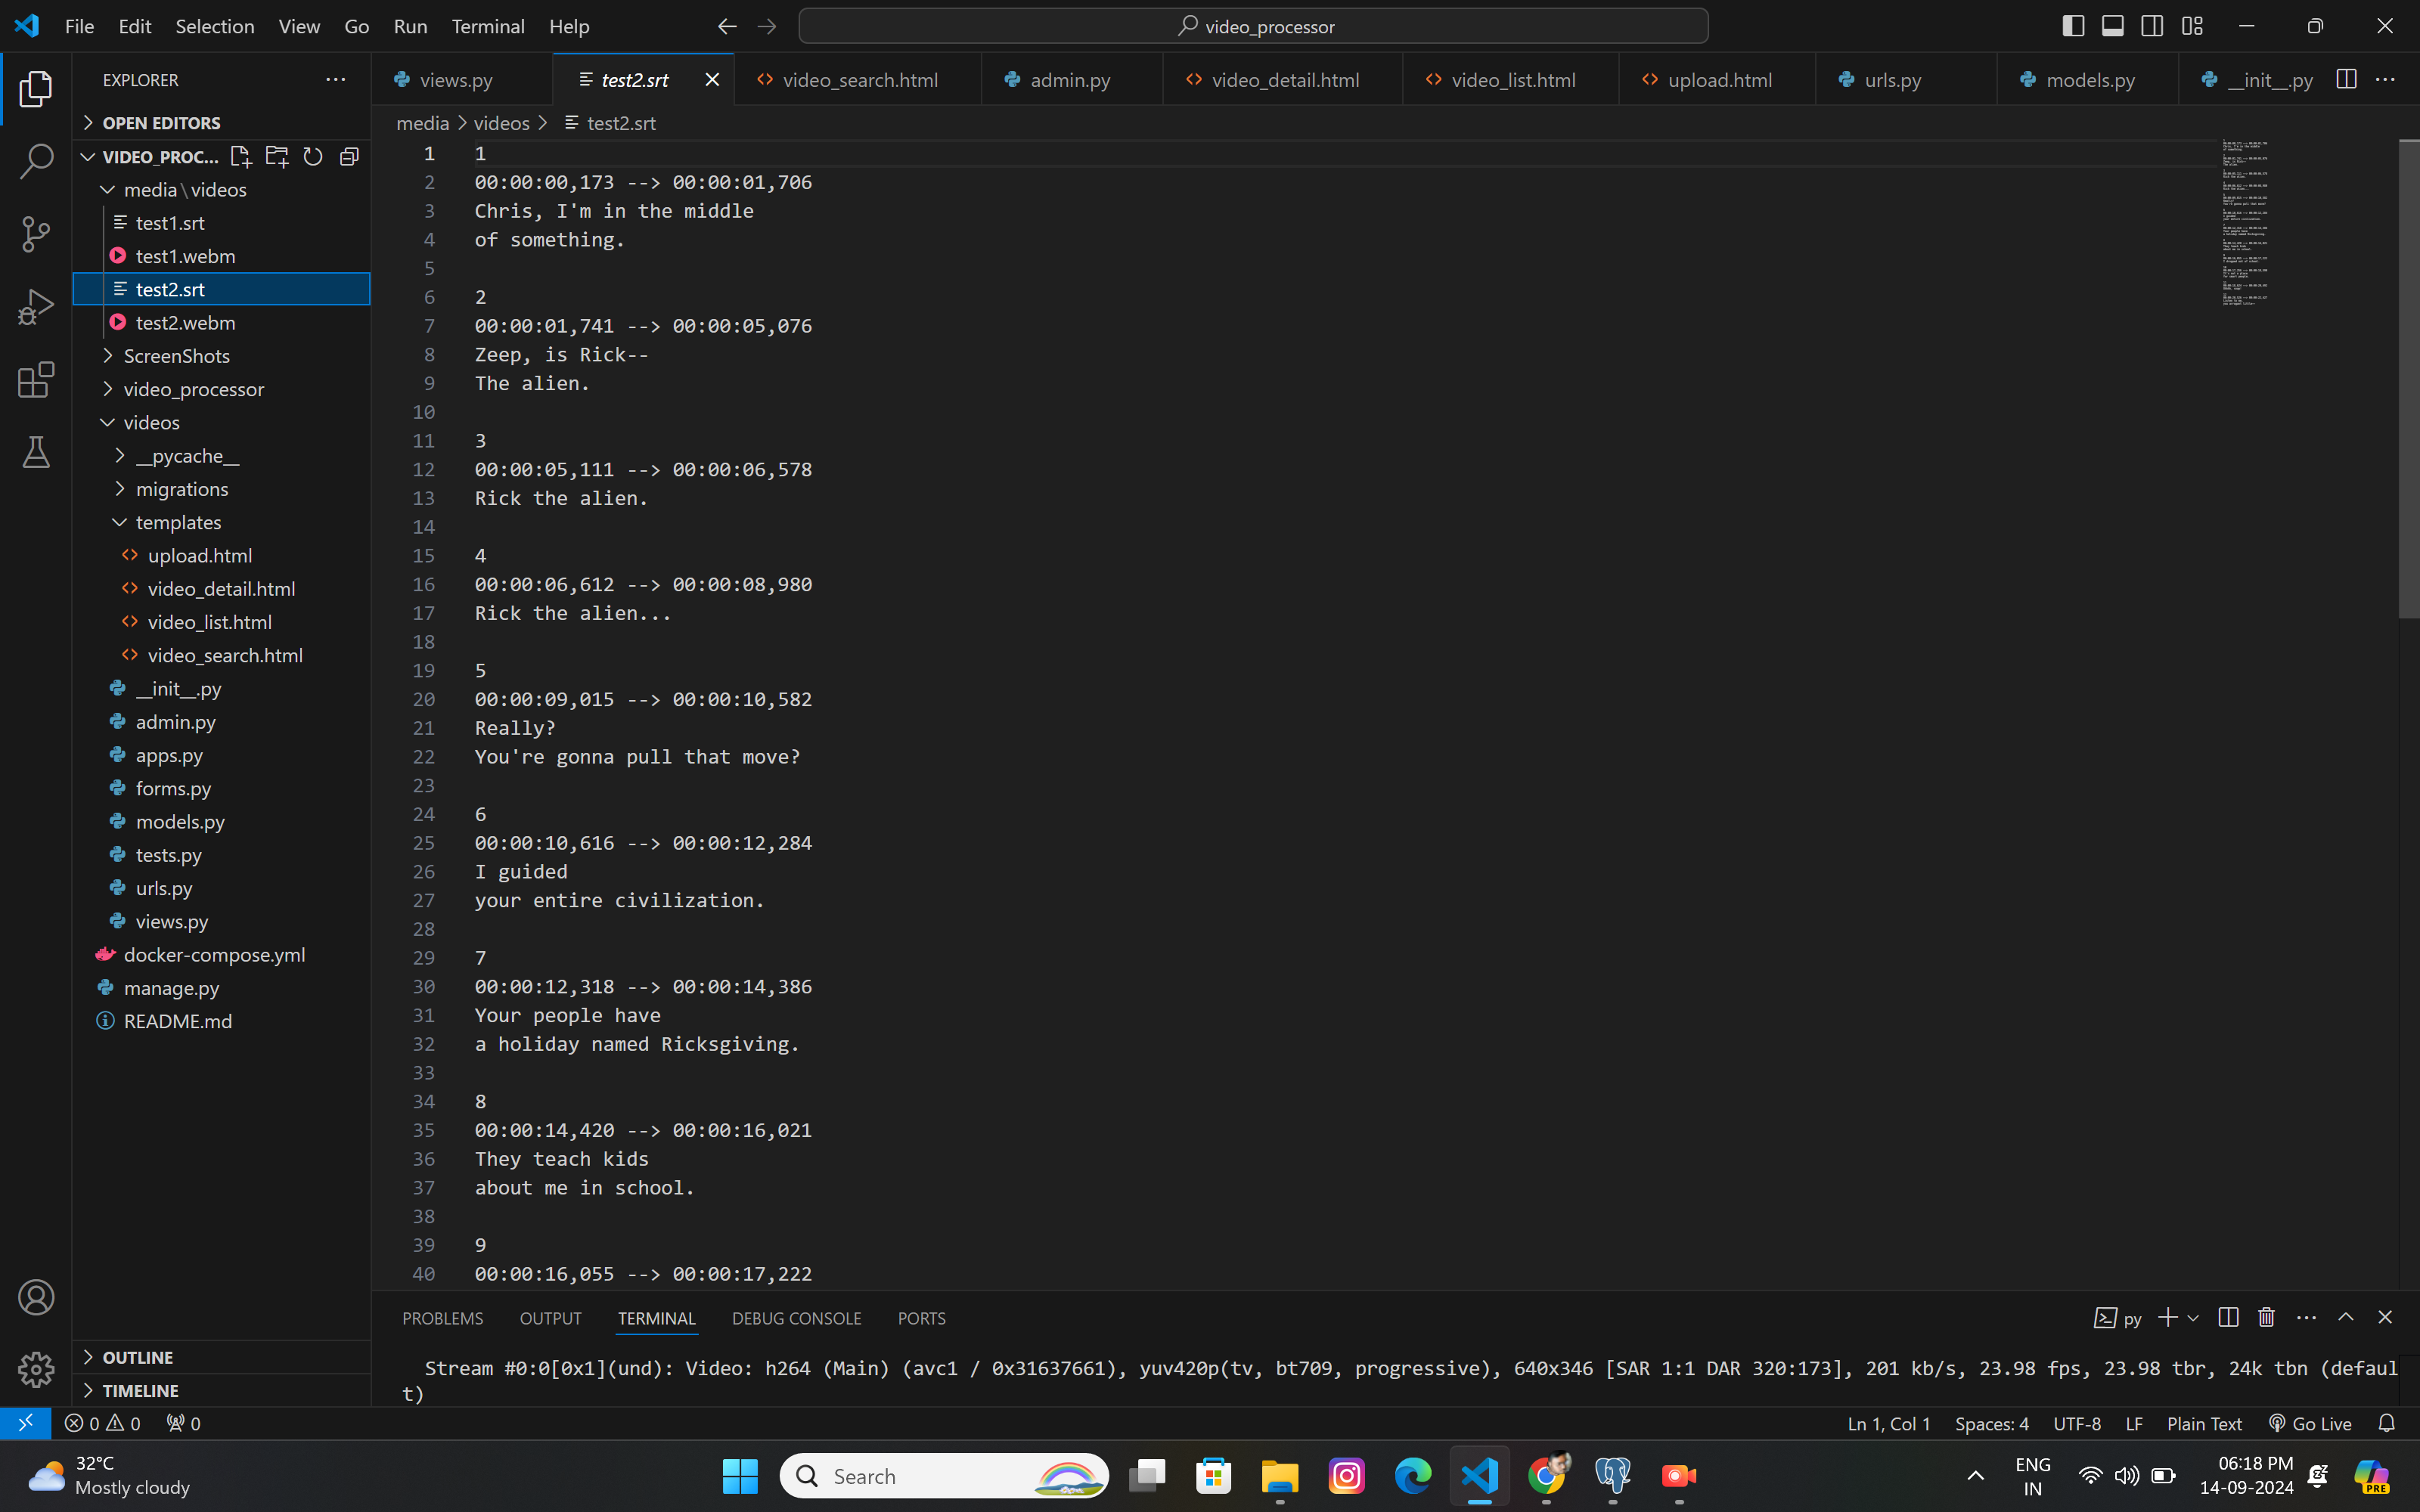 File Edit Selection View Go Run Terminal Help
video_processor
EXPLORER
OPEN EDITORS
VIDEO_PROC...
media\videos
test1.srt
test1.webm
test2.srt
test2.webm
ScreenShots
video_processor
videos
__pycache__
migrations
templates
upload.html
video_detail.html
video_list.html
video_search.html
__init__.py
admin.py
apps.py
forms.py
models.py
tests.py
urls.py
views.py
docker-compose.yml
manage.py
README.md
OUTLINE
TIMELINE
views.py test2.srt video_search.html admin.py video_detail.html video_list.html upload.html urls.py models.py __init__.py
media > videos > test2.srt
1 1
2 00:00:00,173 --> 00:00:01,706
3 Chris, I'm in the middle
4 of something.
5
6 2
7 00:00:01,741 --> 00:00:05,076
8 Zeep, is Rick--
9 The alien.
10
11 3
12 00:00:05,111 --> 00:00:06,578
13 Rick the alien.
14
15 4
16 00:00:06,612 --> 00:00:08,980
17 Rick the alien...
18
19 5
20 00:00:09,015 --> 00:00:10,582
21 Really?
22 You're gonna pull that move?
23
24 6
25 00:00:10,616 --> 00:00:12,284
26 I guided
27 your entire civilization.
28
29 7
30 00:00:12,318 --> 00:00:14,386
31 Your people have
32 a holiday named Ricksgiving.
33
34 8
35 00:00:14,420 --> 00:00:16,021
36 They teach kids
37 about me in school.
38
39 9
40 00:00:16,055 --> 00:00:17,222
PROBLEMS OUTPUT TERMINAL DEBUG CONSOLE PORTS
py
Stream #0:0[0x1](und): Video: h264 (Main) (avc1 / 0x31637661), yuv420p(tv, bt709, progressive), 640x346 [SAR 1:1 DAR 320:173], 201 kb/s, 23.98 fps, 23.98 tbr, 24k tbn (defaul
t)
0 0 0
Ln 1, Col 1 Spaces: 4 UTF-8 LF Plain Text Go Live
32°C
Mostly cloudy
Search
ENG
IN
06:18 PM
14-09-2024
PRE